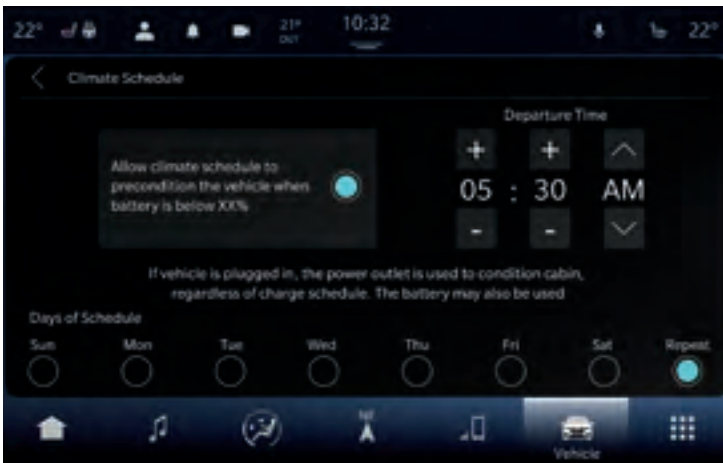 22° 21° OUT 10:32 22°
Climate Schedule
Departure Time
Allow climate schedule to
precondition the vehicle when
battery is below XX%
+ + 
05 : 30 AM
- -
If vehicle is plugged in, the power outlet is used to condition cabin,
regardless of charge schedule. The battery may also be used
Days of Schedule
Sun Mon Tue Wed Thu Fri Sat Repeat
Vehicle